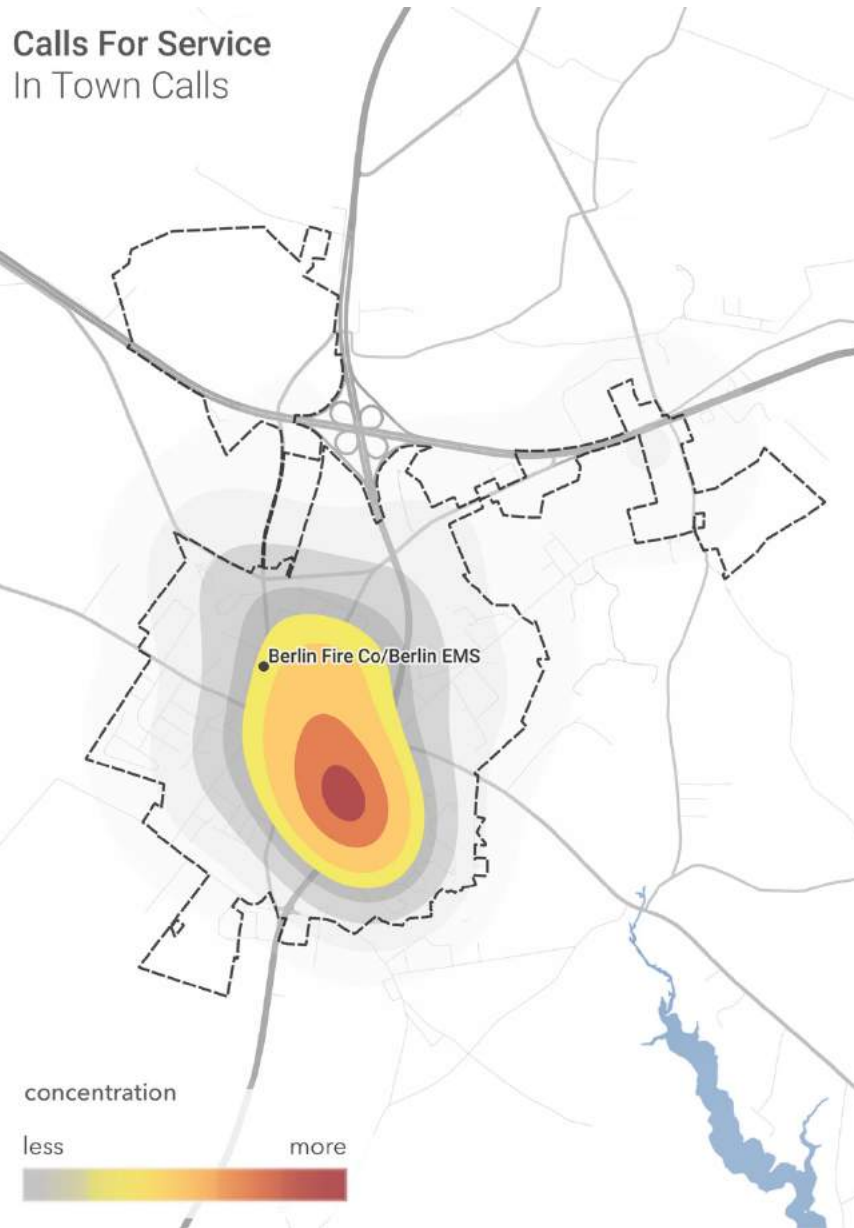 Calls For Service
In Town Calls
Berlin Fire Co/Berlin EMS
concentration
less more